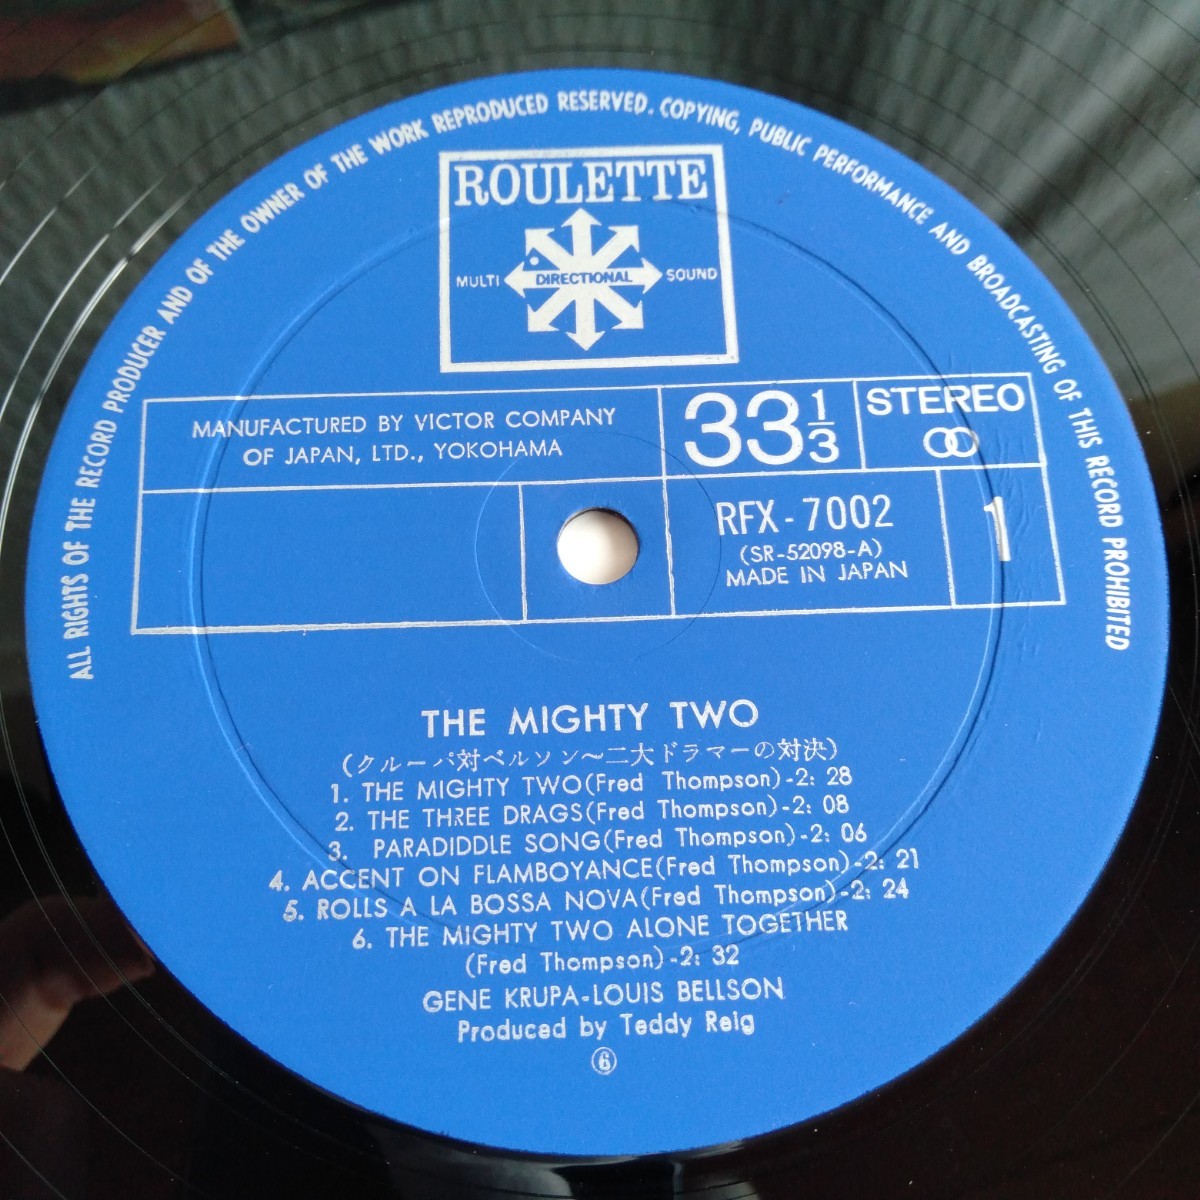 ALL RIGHTS OF THE RECORD PRODUCER AND OF THE OWNER OF THE WORK REPRODUCED RESERVED. COPYING, PUBLIC PERFORMANCE AND BROADCASTING OF THIS RECORD PROHIBITED
ROULETTE
MULTI DIRECTIONAL SOUND
MANUFACTURED BY VICTOR COMPANY
OF JAPAN, LTD., YOKOHAMA
33 1/3
STEREO
RFX-7002
(SR-52098-A)
MADE IN JAPAN
1
THE MIGHTY TWO
(クルーパ対ベルソン〜二大ドラマーの対決)
1. THE MIGHTY TWO(Fred Thompson)-2: 28
2. THE THREE DRAGS(Fred Thompson)-2: 08
3. PARADIDDLE SONG(Fred Thompson)-2: 06
4. ACCENT ON FLAMBOYANCE(Fred Thompson)-2: 21
5. ROLLS A LA BOSSA NOVA(Fred Thompson)-2: 24
6. THE MIGHTY TWO ALONE TOGETHER
(Fred Thompson)-2: 32
GENE KRUPA-LOUIS BELLSON
Produced by Teddy Reig
⑥